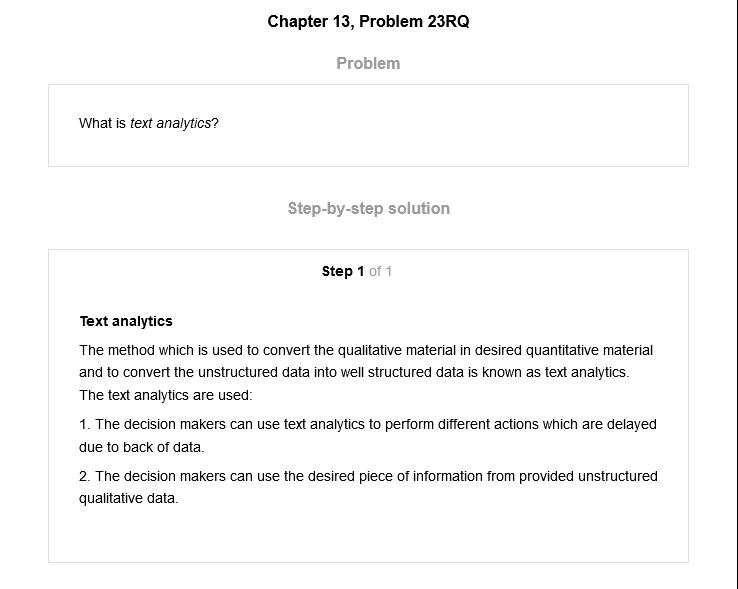 Chapter 13, Problem 23RQ
Problem
What is text analytics?
Step-by-step solution
Step 1 of 1
Text analytics
The method which is used to convert the qualitative material in desired quantitative material
and to convert the unstructured data into well structured data is known as text analytics.
The text analytics are used:
1. The decision makers can use text analytics to perform different actions which are delayed
due to back of data.
2. The decision makers can use the desired piece of information from provided unstructured
qualitative data.